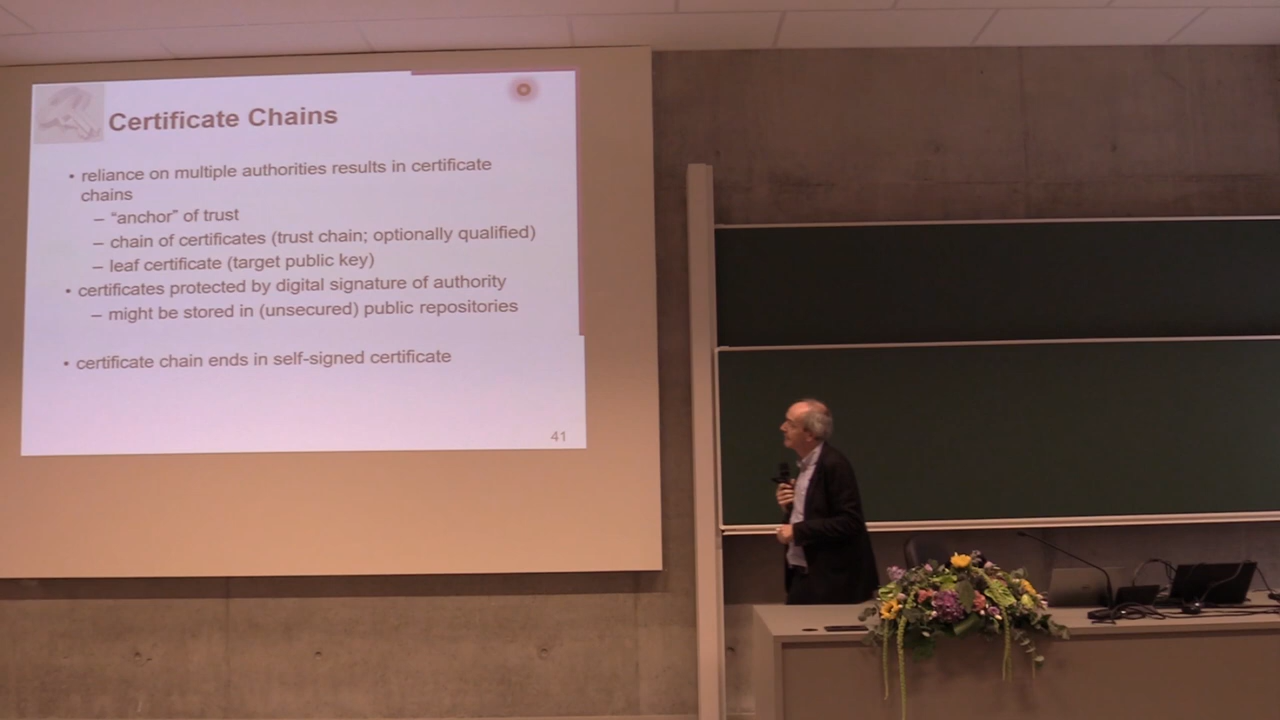 Certificate Chains
• reliance on multiple authorities results in certificate
chains
– "anchor" of trust
– chain of certificates (trust chain; optionally qualified)
– leaf certificate (target public key)
• certificates protected by digital signature of authority
– might be stored in (unsecured) public repositories
• certificate chain ends in self-signed certificate
41